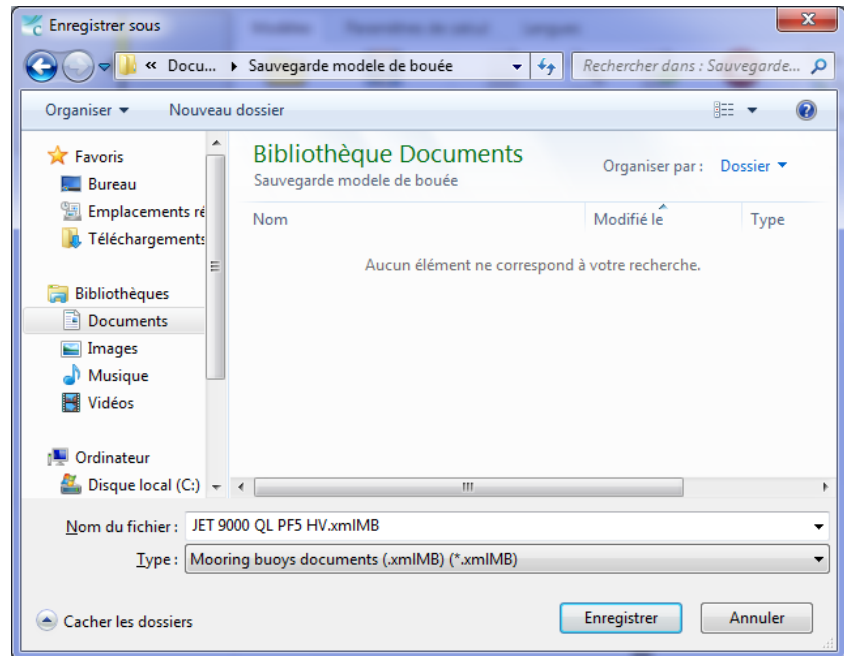 Enregistrer sous
« Docu... ▸ Sauvegarde modele de bouée
Rechercher dans : Sauvegarde...
Organiser Nouveau dossier
Favoris
Bureau
Emplacements ré
Téléchargements
Bibliothèques
Documents
Images
Musique
Vidéos
Ordinateur
Disque local (C:)
Bibliothèque Documents
Sauvegarde modele de bouée
Organiser par : Dossier
Nom Modifié le Type
Aucun élément ne correspond à votre recherche.
Nom du fichier : JET 9000 QL PF5 HV.xmlMB
Type : Mooring buoys documents (.xmlMB) (*.xmlMB)
Cacher les dossiers
Enregistrer Annuler